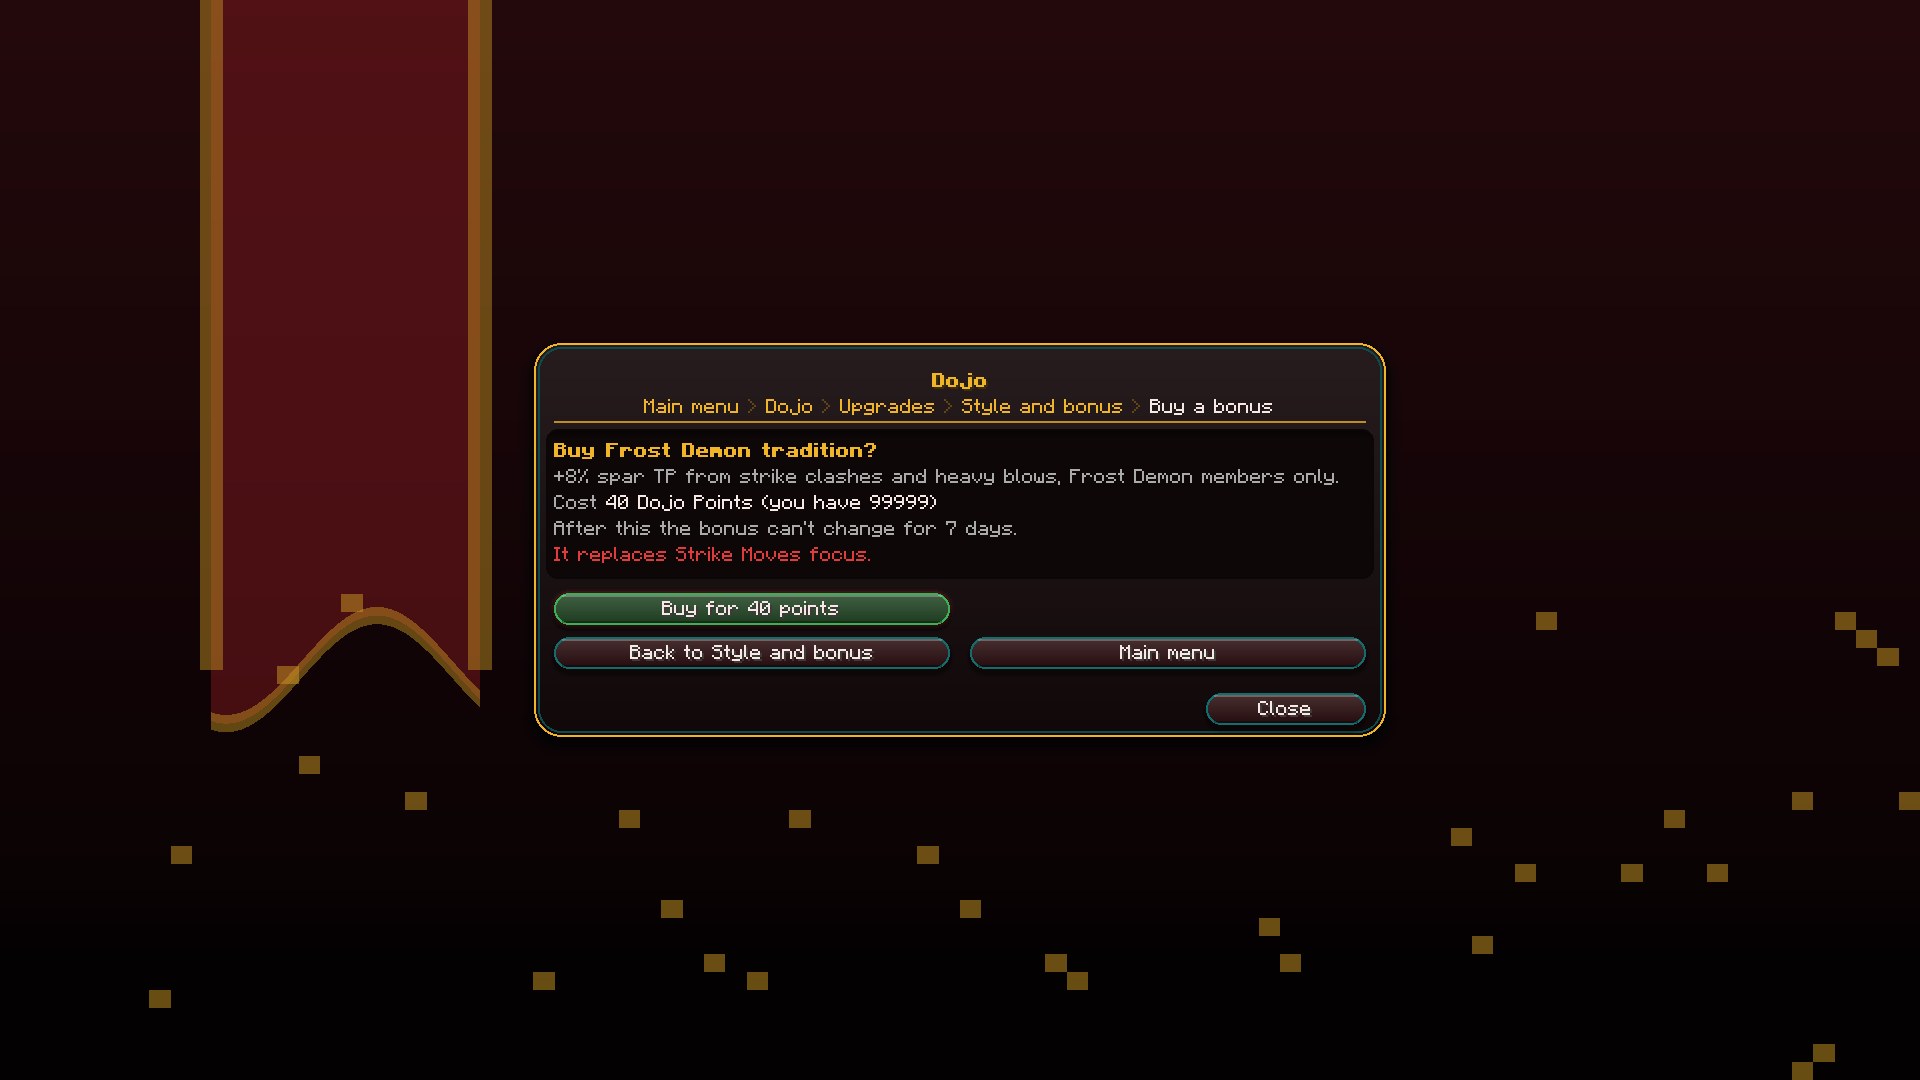 Dojo
Main menu > Dojo > Upgrades > Style and bonus > Buy a bonus
Buy Frost Demon tradition?
+8% spar TP from strike clashes and heavy blows, Frost Demon members only.
Cost 40 Dojo Points (you have 99999)
After this the bonus can't change for 7 days.
It replaces Strike Moves focus.
Buy for 40 points
Back to Style and bonus
Main menu
Close